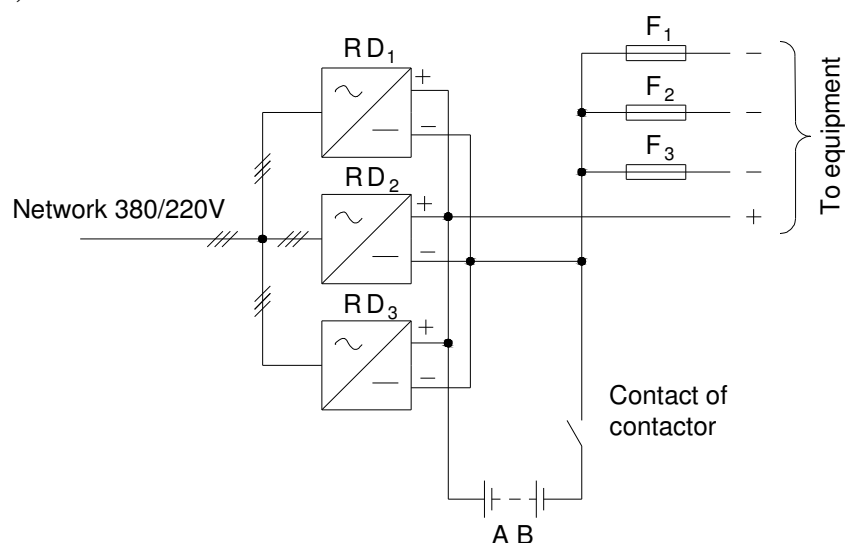 RD1
+
−
F1
−
F2
−
F3
−
+
To equipment
Network 380/220V
RD2
+
−
RD3
+
−
Contact of
contactor
A B